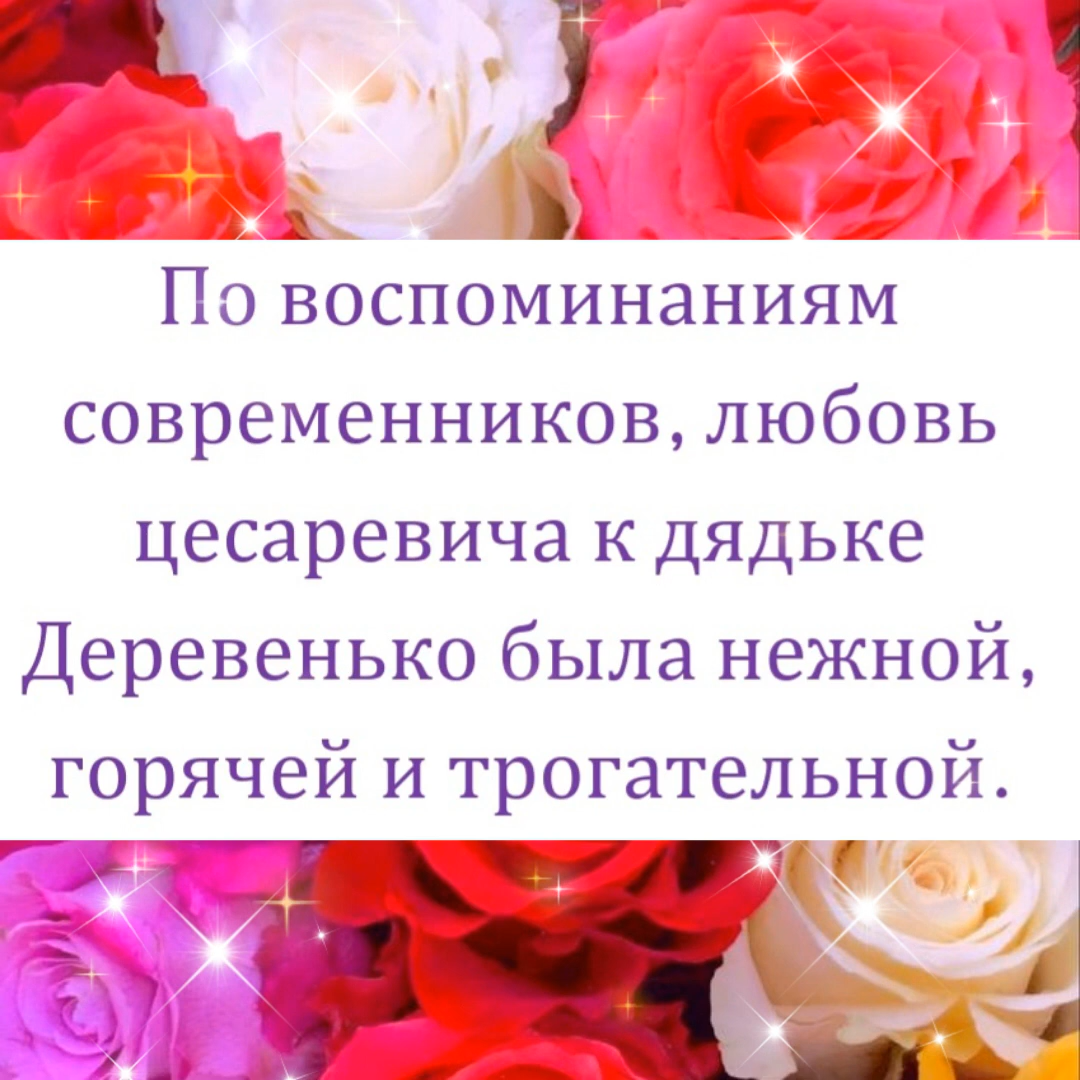 По воспоминаниям
современников, любовь
цесаревича к дядьке
Деревенько была нежной,
горячей и трогательной.